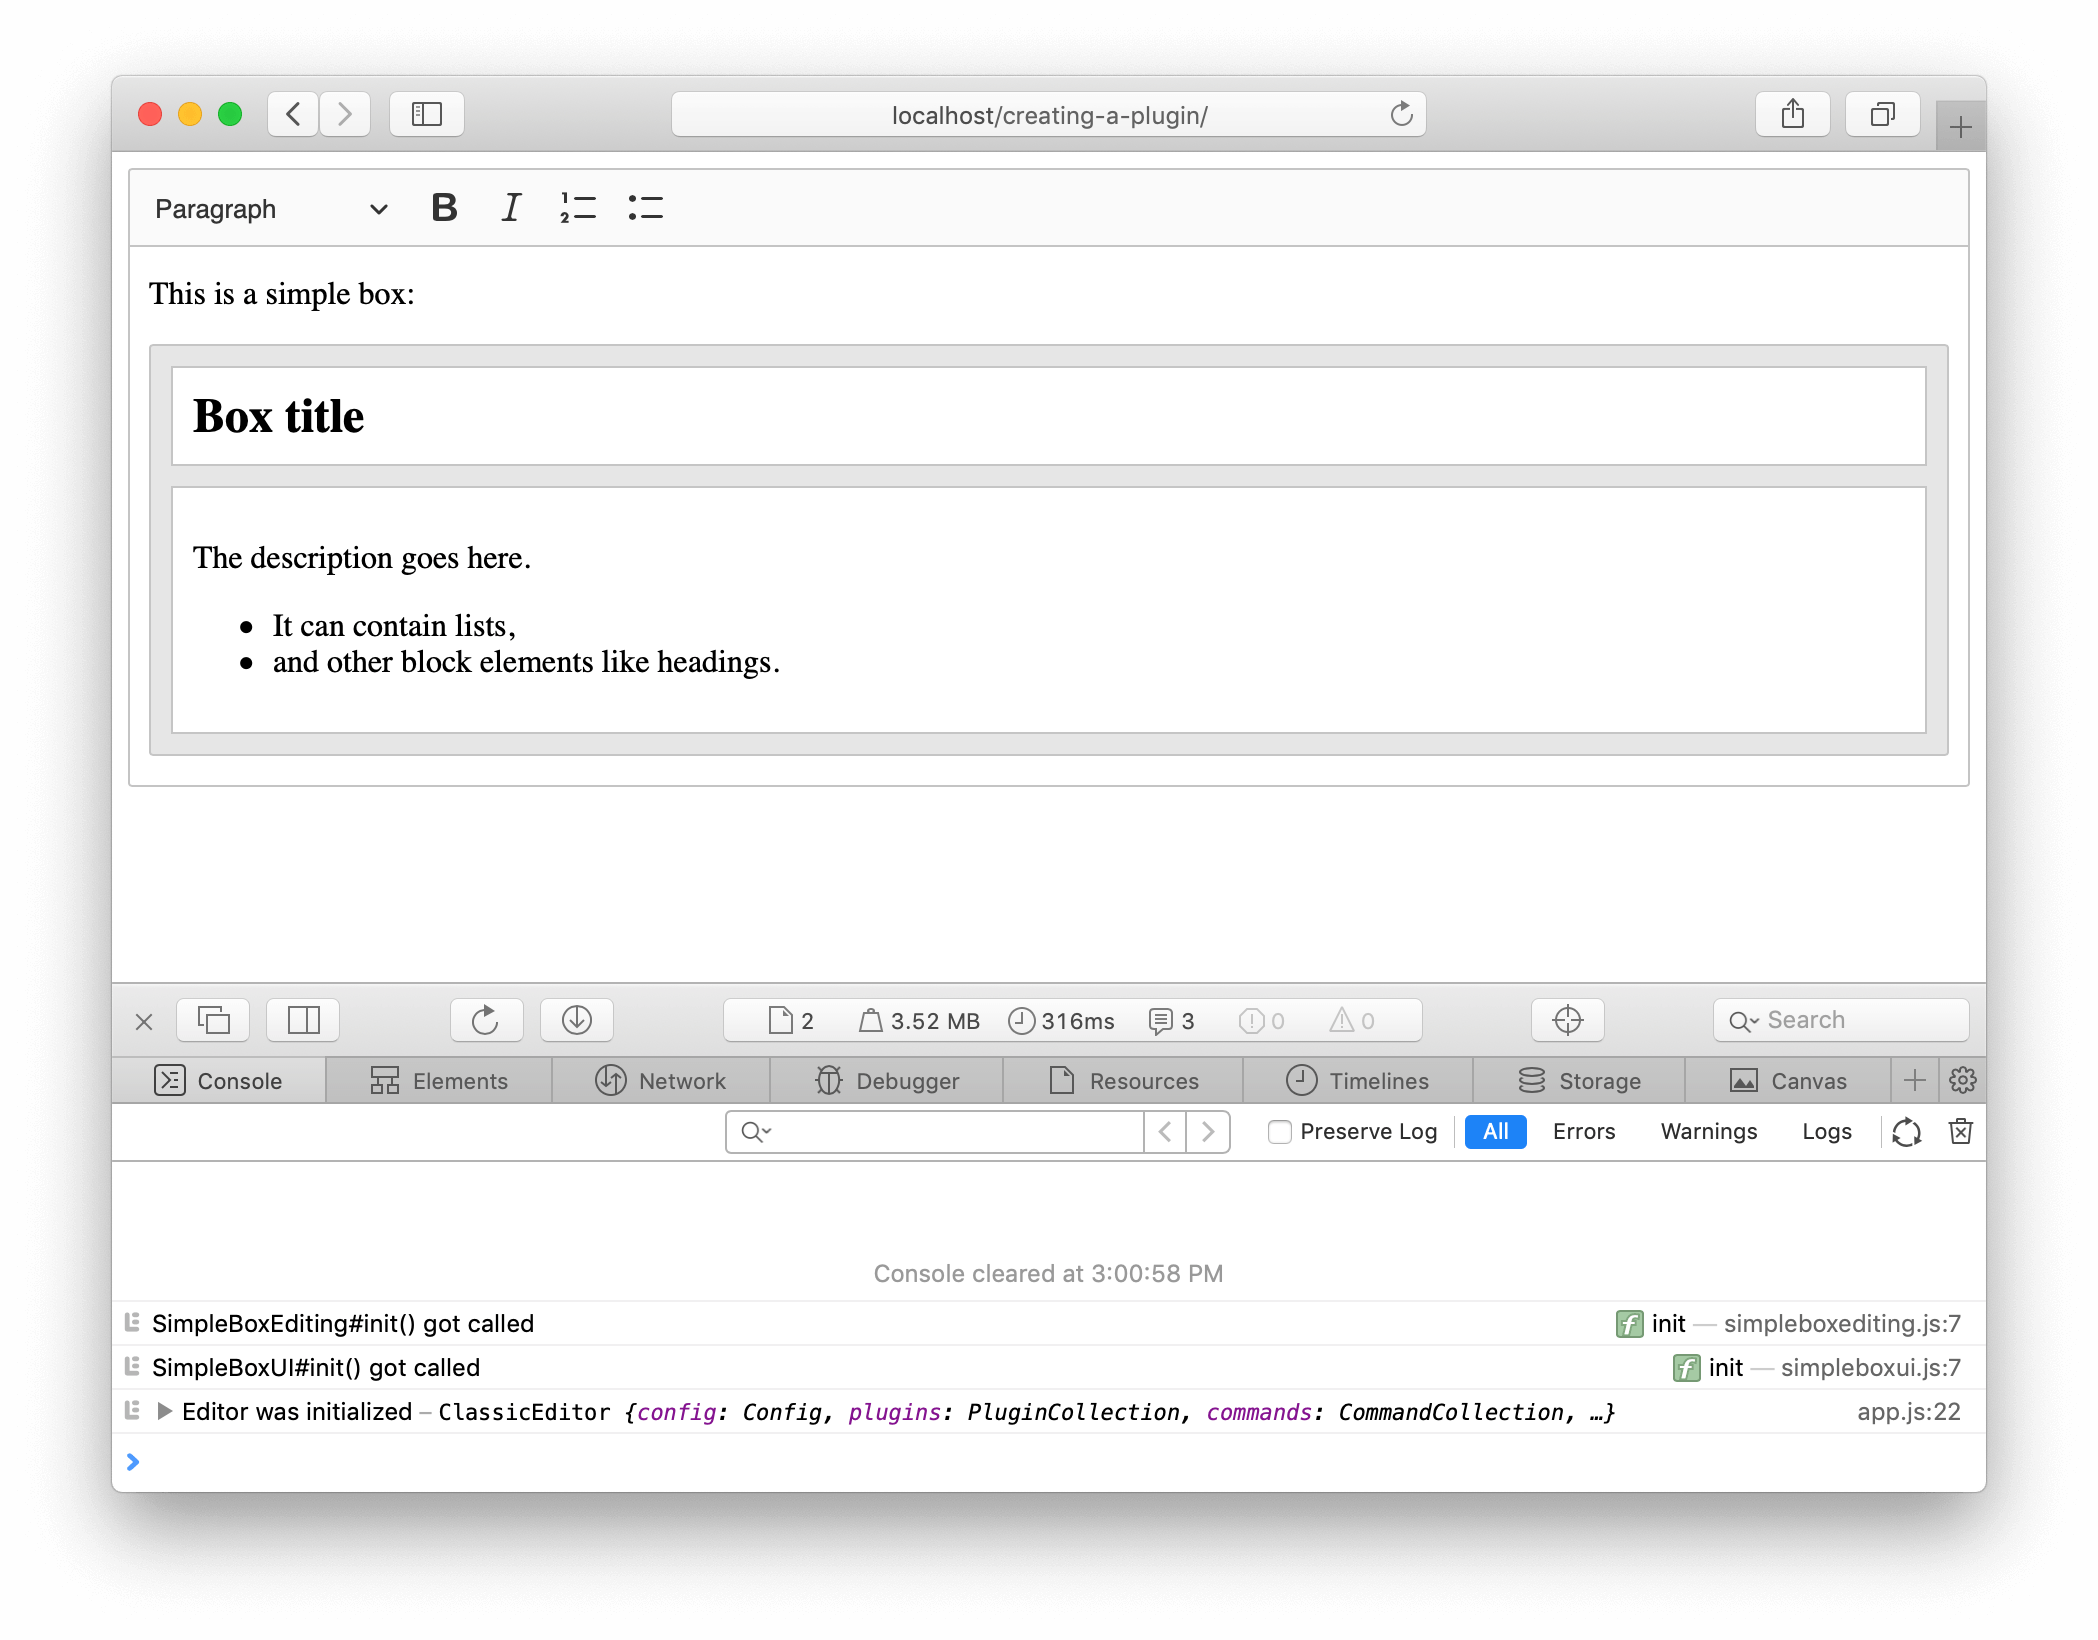 localhost/creating-a-plugin/
Paragraph B I
This is a simple box:
Box title
The description goes here.
• It can contain lists,
• and other block elements like headings.
2 3.52 MB 316ms 3 0 0 Search
Console Elements Network Debugger Resources Timelines Storage Canvas
Preserve Log All Errors Warnings Logs
Console cleared at 3:00:58 PM
SimpleBoxEditing#init() got called f init — simpleboxediting.js:7
SimpleBoxUI#init() got called f init — simpleboxui.js:7
Editor was initialized – ClassicEditor {config: Config, plugins: PluginCollection, commands: CommandCollection, …} app.js:22